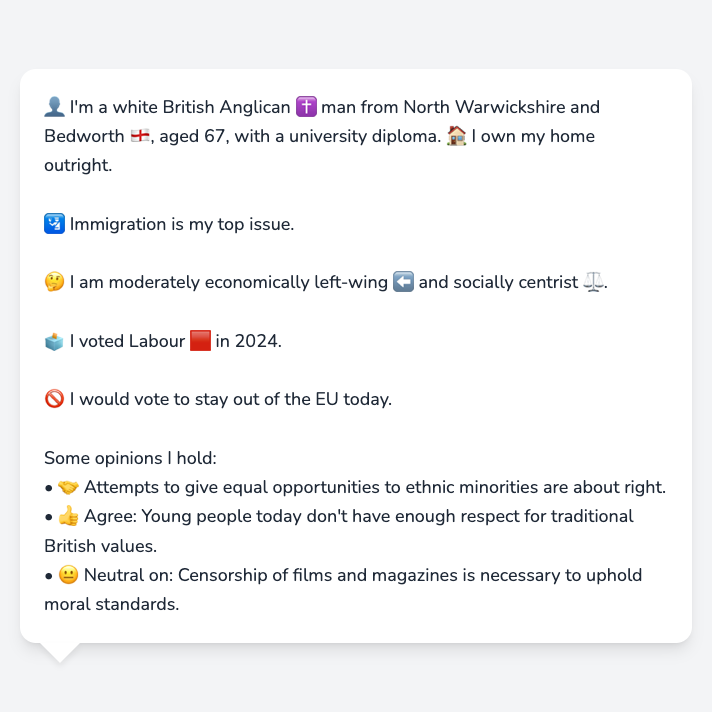 👤 I'm a white British Anglican ✝️ man from North Warwickshire and
Bedworth 🏴󠁧󠁢󠁥󠁮󠁧󠁿, aged 67, with a university diploma. 🏠 I own my home
outright.
🛂 Immigration is my top issue.
🤔 I am moderately economically left-wing ⬅️ and socially centrist ⚖️.
🗳️ I voted Labour 🟥 in 2024.
🚫 I would vote to stay out of the EU today.
Some opinions I hold:
• 🤝 Attempts to give equal opportunities to ethnic minorities are about right.
• 👍 Agree: Young people today don't have enough respect for traditional
British values.
• 😐 Neutral on: Censorship of films and magazines is necessary to uphold
moral standards.